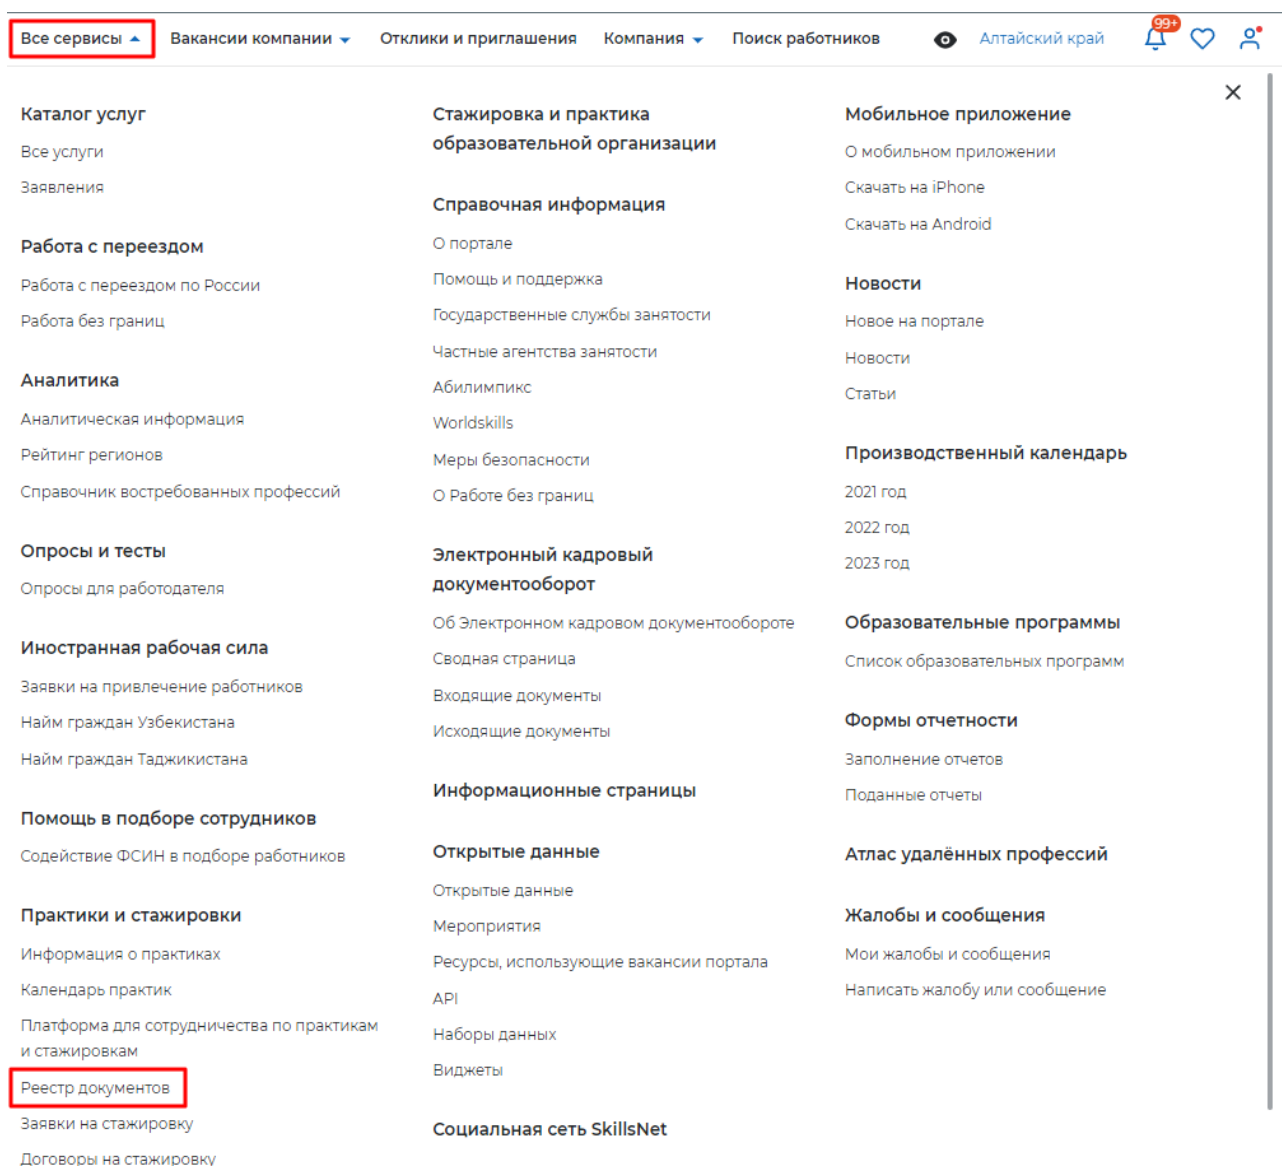 Все сервисы Вакансии компании Отклики и приглашения Компания Поиск работников Алтайский край 99+
Каталог услуг
Все услуги
Заявления
Работа с переездом
Работа с переездом по России
Работа без границ
Аналитика
Аналитическая информация
Рейтинг регионов
Справочник востребованных профессий
Опросы и тесты
Опросы для работодателя
Иностранная рабочая сила
Заявки на привлечение работников
Найм граждан Узбекистана
Найм граждан Таджикистана
Помощь в подборе сотрудников
Содействие ФСИН в подборе работников
Практики и стажировки
Информация о практиках
Календарь практик
Платформа для сотрудничества по практикам
и стажировкам
Реестр документов
Заявки на стажировку
Договоры на стажировку
Стажировка и практика
образовательной организации
Справочная информация
О портале
Помощь и поддержка
Государственные службы занятости
Частные агентства занятости
Абилимпикс
Worldskills
Меры безопасности
О Работе без границ
Электронный кадровый
документооборот
Об Электронном кадровом документообороте
Сводная страница
Входящие документы
Исходящие документы
Информационные страницы
Открытые данные
Открытые данные
Мероприятия
Ресурсы, использующие вакансии портала
API
Наборы данных
Виджеты
Социальная сеть SkillsNet
Мобильное приложение
О мобильном приложении
Скачать на iPhone
Скачать на Android
Новости
Новое на портале
Новости
Статьи
Производственный календарь
2021 год
2022 год
2023 год
Образовательные программы
Список образовательных программ
Формы отчетности
Заполнение отчетов
Поданные отчеты
Атлас удалённых профессий
Жалобы и сообщения
Мои жалобы и сообщения
Написать жалобу или сообщение